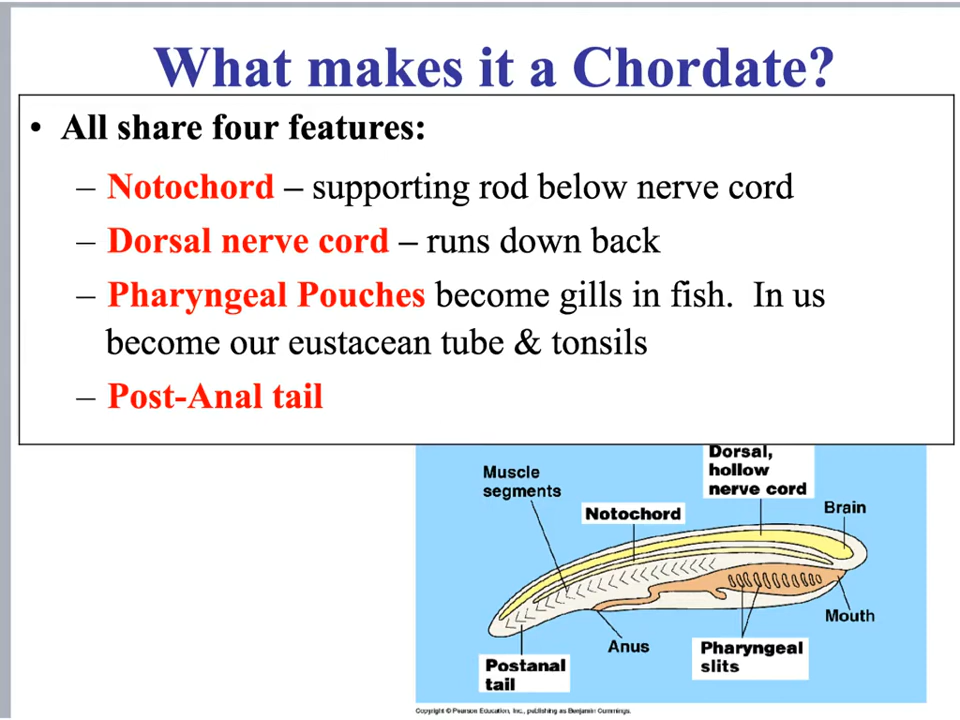 What makes it a Chordate?
• All share four features:
– Notochord – supporting rod below nerve cord
– Dorsal nerve cord – runs down back
– Pharyngeal Pouches become gills in fish. In us
become our eustacean tube & tonsils
– Post-Anal tail
Dorsal,
hollow
nerve cord
Muscle
segments
Notochord
Brain
Mouth
Anus
Pharyngeal
slits
Postanal
tail
Copyright © Pearson Education, Inc., publishing as Benjamin Cummings.